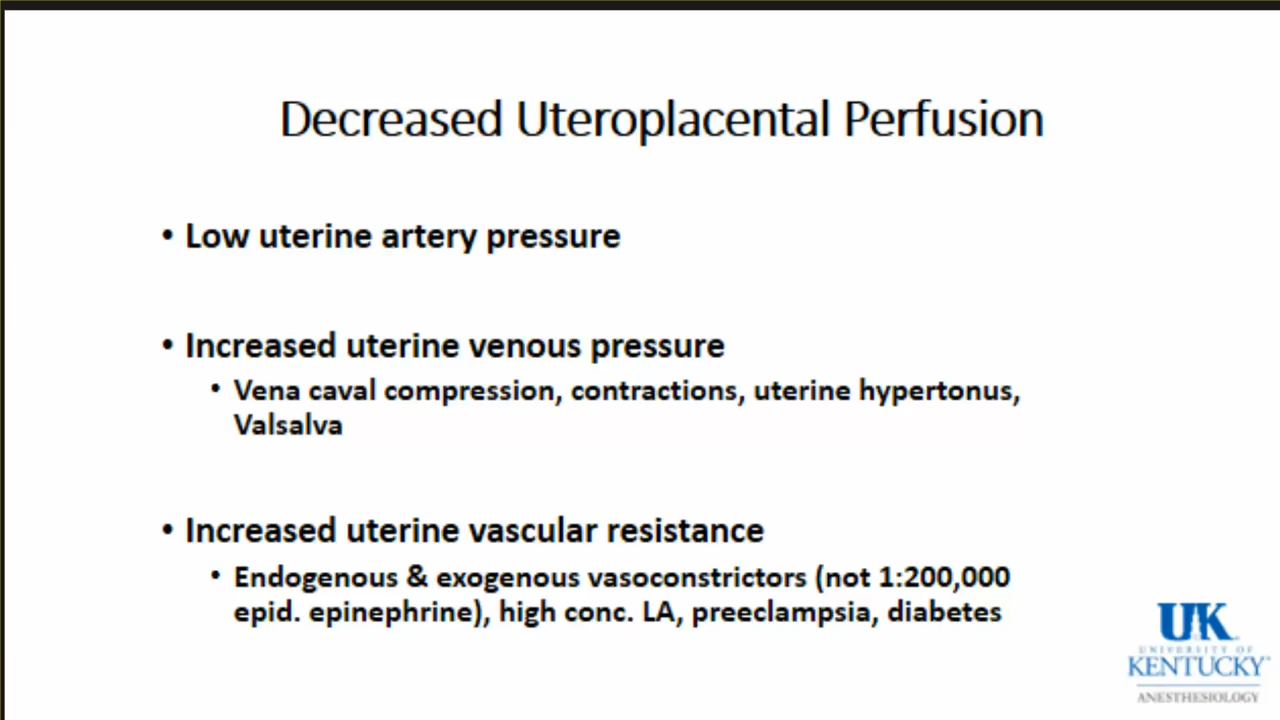 Decreased Uteroplacental Perfusion
• Low uterine artery pressure
• Increased uterine venous pressure
• Vena caval compression, contractions, uterine hypertonus,
Valsalva
• Increased uterine vascular resistance
• Endogenous & exogenous vasoconstrictors (not 1:200,000
epid. epinephrine), high conc. LA, preeclampsia, diabetes
UK
UNIVERSITY OF
KENTUCKY
ANESTHESIOLOGY